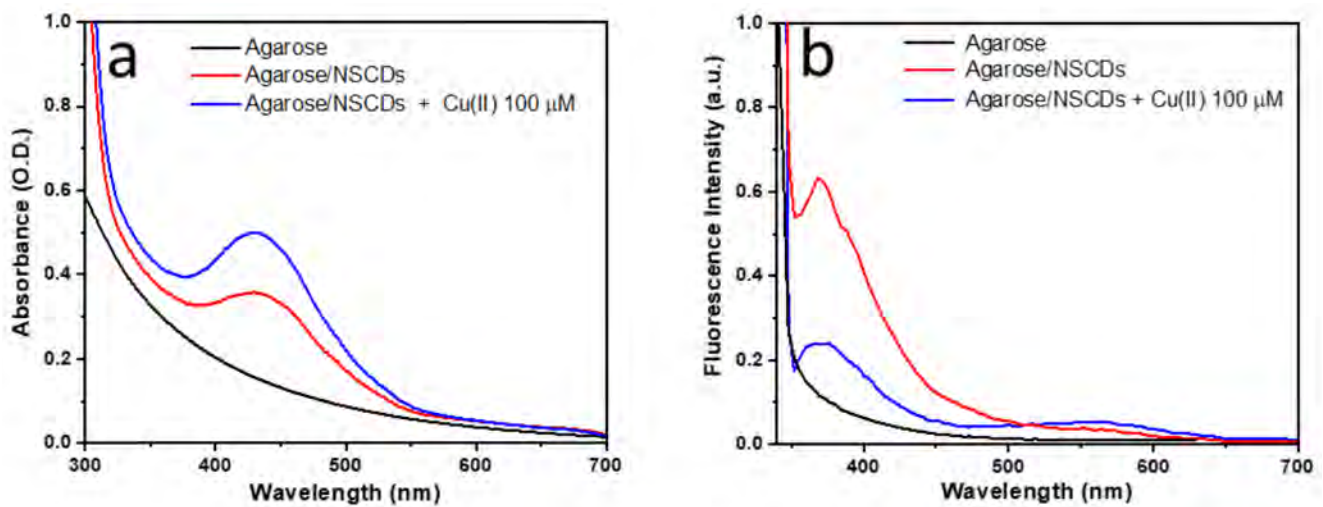 a
Agarose
Agarose/NSCDs
Agarose/NSCDs + Cu(II) 100 μM
Absorbance (O.D.)
1.0
0.8
0.6
0.4
0.2
0.0
300
400
500
600
700
Wavelength (nm)
b
Agarose
Agarose/NSCDs
Agarose/NSCDs + Cu(II) 100 μM
Fluorescence Intensity (a.u.)
1.0
0.8
0.6
0.4
0.2
0.0
400
500
600
700
Wavelength (nm)